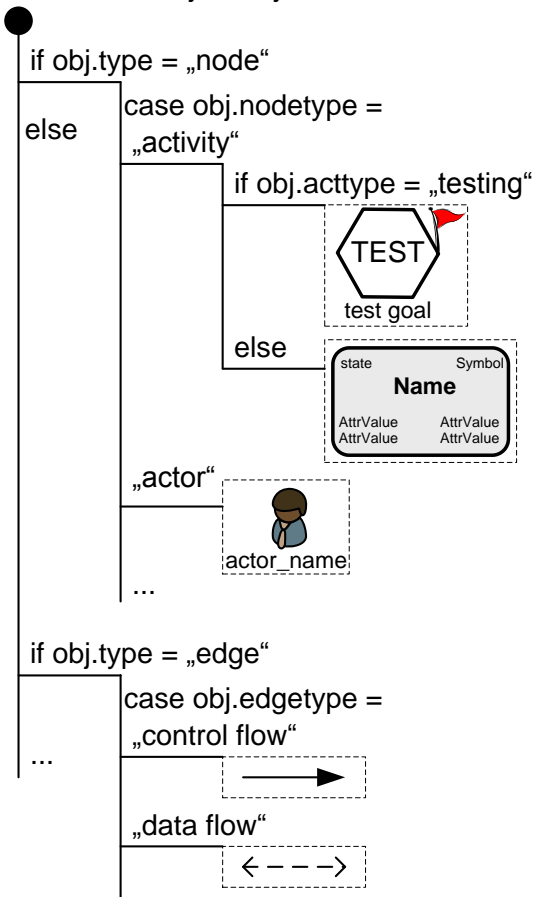 if obj.type = „node“
case obj.nodetype =
else
„activity“
if obj.acttype = „testing“
TEST
test goal
else
state Symbol
Name
AttrValue AttrValue
AttrValue AttrValue
„actor“
actor_name
...
if obj.type = „edge“
case obj.edgetype =
„control flow“
...
„data flow“